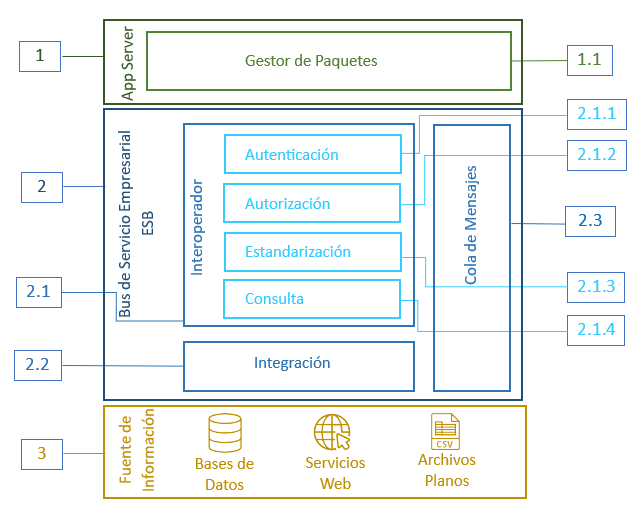 1
App Server
Gestor de Paquetes
1.1
2
Bus de Servicio Empresarial
ESB
2.1
2.2
Interoperador
Autenticación
Autorización
Estandarización
Consulta
Integración
Cola de Mensajes
2.1.1
2.1.2
2.3
2.1.3
2.1.4
3
Fuente de
Información
Bases de
Datos
Servicios
Web
CSV
Archivos
Planos